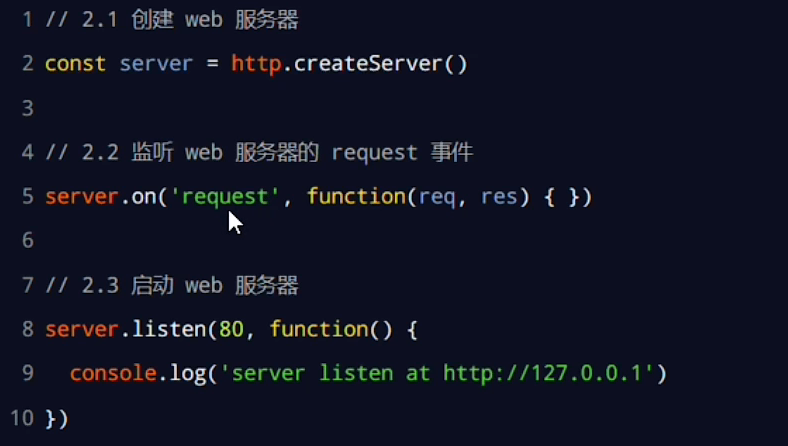 1 // 2.1 创建 web 服务器
2 const server = http.createServer()
3
4 // 2.2 监听 web 服务器的 request 事件
5 server.on('request', function(req, res) { })
6
7 // 2.3 启动 web 服务器
8 server.listen(80, function() {
9   console.log('server listen at http://127.0.0.1')
10 })